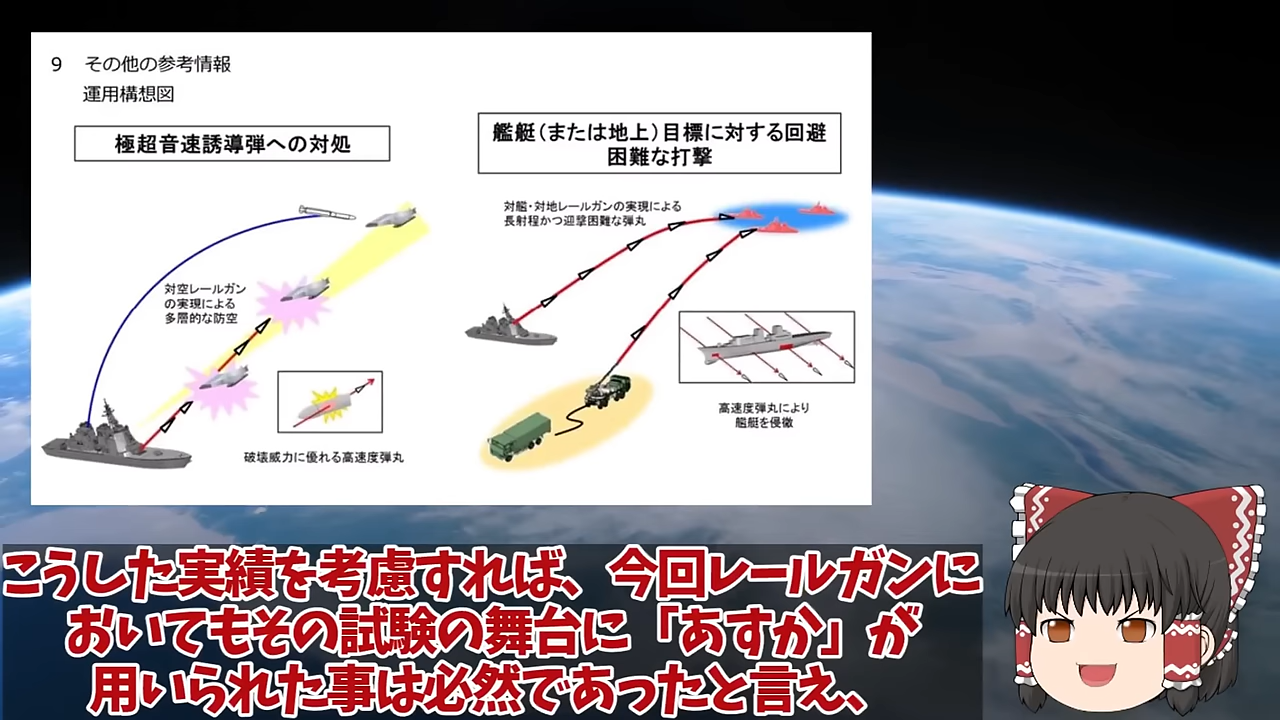 9 その他の参考情報
運用構想図
極超音速誘導弾への対処
対空レールガン
の実現による
多層的な防空
破壊威力に優れる高速度弾丸
艦艇(または地上)目標に対する回避
困難な打撃
対艦・対地レールガンの実現による
長射程かつ迎撃困難な弾丸
高速度弾丸により
艦艇を侵徹
こうした実績を考慮すれば、今回レールガンに
おいてもその試験の舞台に「あすか」が
用いられた事は必然であったと言え、